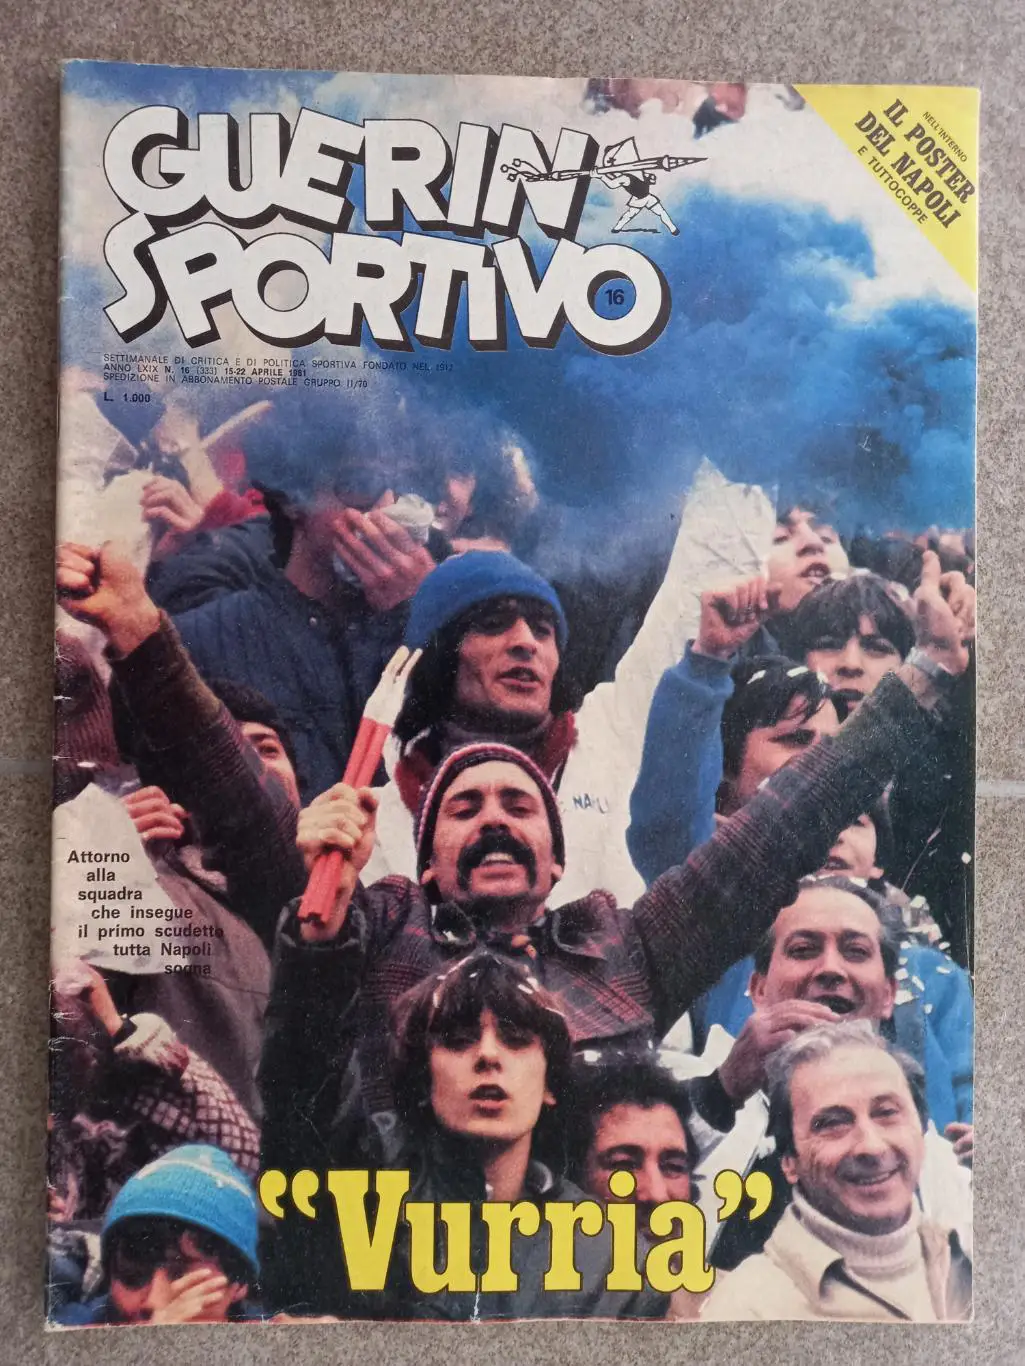 GUERIN
SPORTIVO
16
NELL'INTERNO
IL POSTER
DEL NAPOLI
E TUTTOCOPPE
SETTIMANALE DI CRITICA E DI POLITICA SPORTIVA FONDATO NEL 1912
ANNO LXIX N. 16 (333) 15-22 APRILE 1981
SPEDIZIONE IN ABBONAMENTO POSTALE GRUPPO II/70
L. 1.000
Attorno
alla
squadra
che insegue
il primo scudetto
tutta Napoli
sogna
"Vurria"